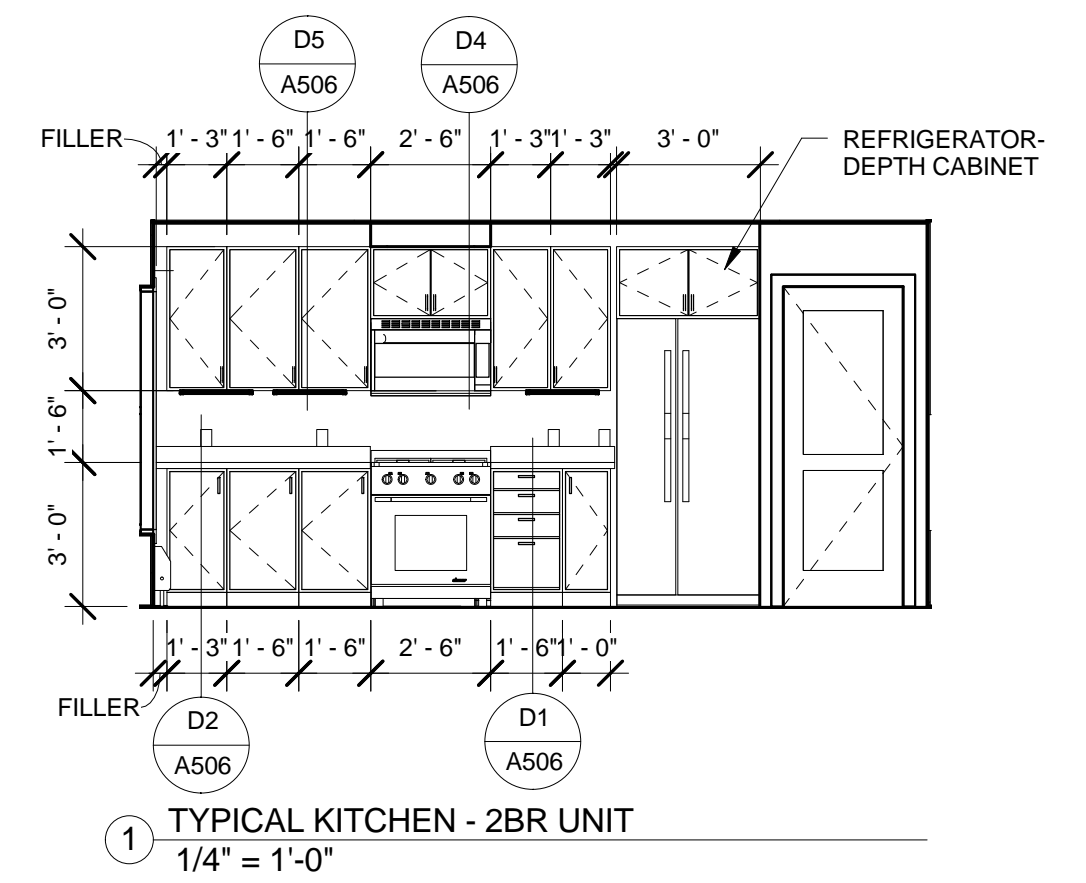 D5
A506
D4
A506
FILLER
1' - 3" 1' - 6" 1' - 6" 2' - 6" 1' - 3" 1' - 3" 3' - 0"
REFRIGERATOR-
DEPTH CABINET
3' - 0"
1' - 6"
3' - 0"
1' - 3" 1' - 6" 1' - 6" 2' - 6" 1' - 6" 1' - 0"
FILLER
D2
A506
D1
A506
1 TYPICAL KITCHEN - 2BR UNIT
1/4" = 1'-0"